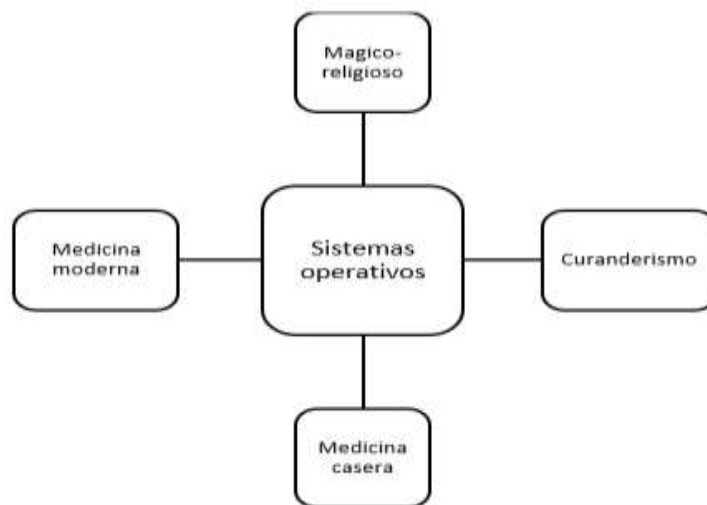 Magico-
religioso
Medicina
moderna
Sistemas
operativos
Curanderismo
Medicina
casera